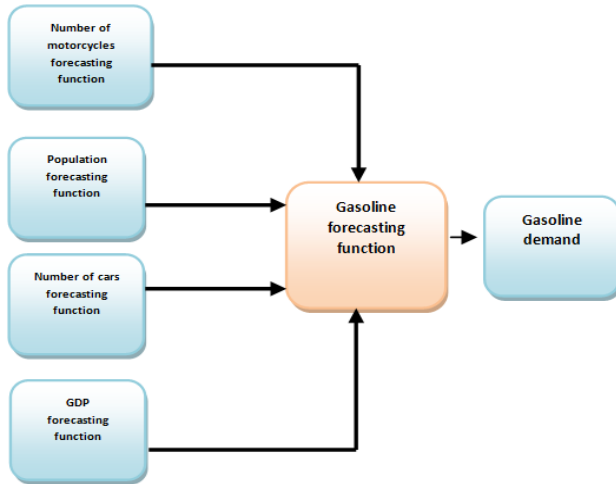 Number of
motorcycles
forecasting
function
Population
forecasting
function
Number of cars
forecasting
function
GDP
forecasting
function
Gasoline
forecasting
function
Gasoline
demand